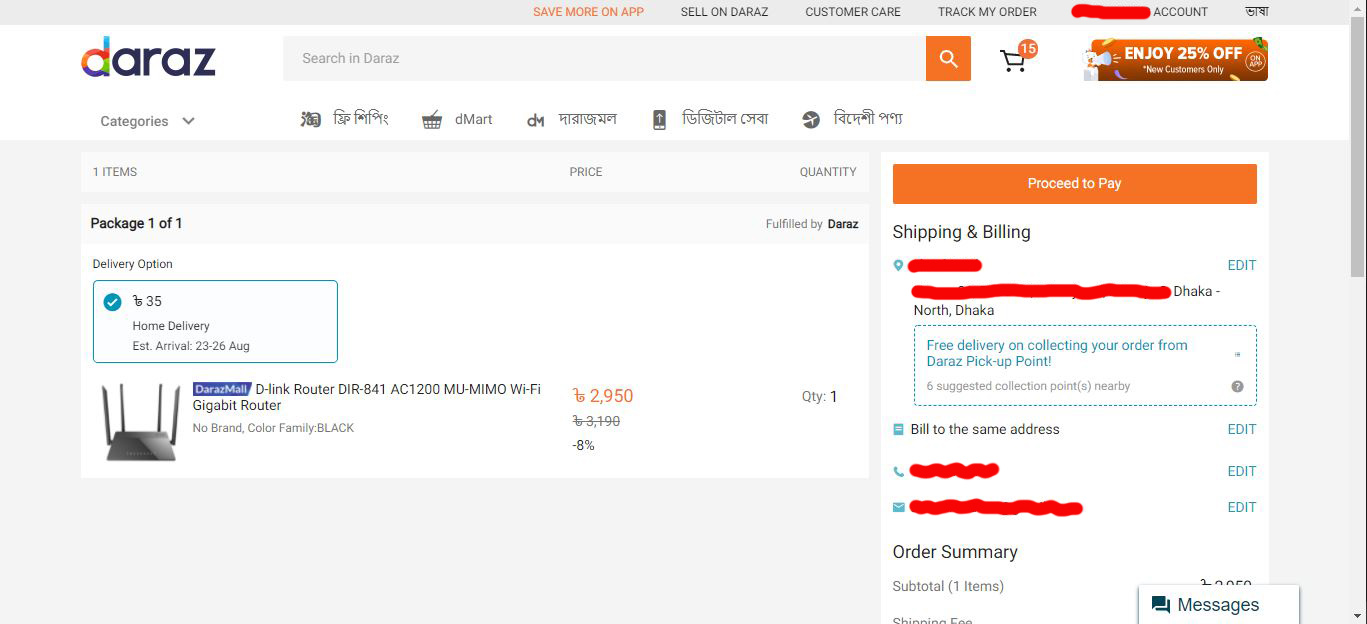 SAVE MORE ON APP SELL ON DARAZ CUSTOMER CARE TRACK MY ORDER ACCOUNT ভাষা
daraz
Search in Daraz
15
ENJOY 25% OFF
*New Customers Only
ON APP
Categories
ফ্রি শিপিং dMart দারাজমল ডিজিটাল সেবা বিদেশী পণ্য
1 ITEMS PRICE QUANTITY
Package 1 of 1 Fulfilled by Daraz
Delivery Option
৳ 35
Home Delivery
Est. Arrival: 23-26 Aug
DarazMall D-link Router DIR-841 AC1200 MU-MIMO Wi-Fi
Gigabit Router
No Brand, Color Family:BLACK
৳ 2,950
৳ 3,190
-8%
Qty: 1
Proceed to Pay
Shipping & Billing
EDIT
Dhaka -
North, Dhaka
Free delivery on collecting your order from
Daraz Pick-up Point!
6 suggested collection point(s) nearby
?
Bill to the same address EDIT
EDIT
EDIT
Order Summary
Subtotal (1 Items) ৳ 2,950
Shipping Fee
Messages